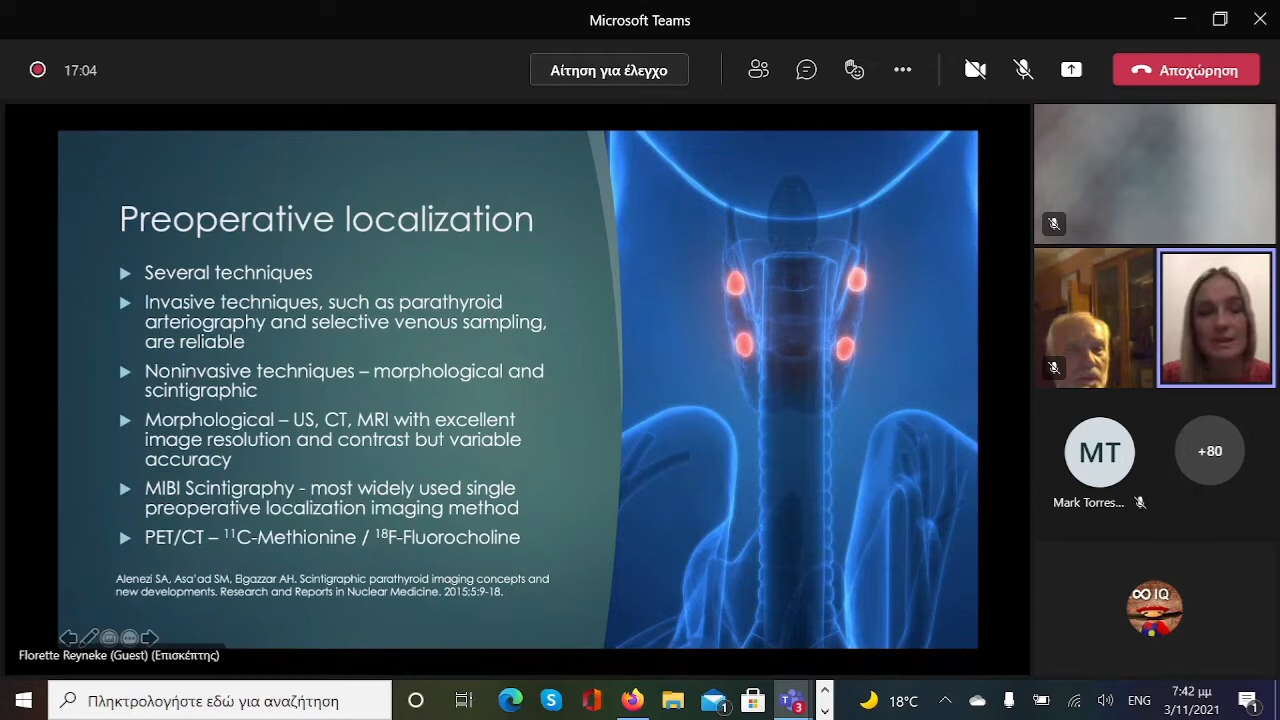 Microsoft Teams
17:04
Αίτηση για έλεγχο
Αποχώρηση
Preoperative localization
Several techniques
Invasive techniques, such as parathyroid
arteriography and selective venous sampling,
are reliable
Noninvasive techniques – morphological and
scintigraphic
Morphological – US, CT, MRI with excellent
image resolution and contrast but variable
accuracy
MIBI Scintigraphy - most widely used single
preoperative localization imaging method
PET/CT – ¹¹C-Methionine / ¹⁸F-Fluorocholine
Alenezi SA, Asa'ad SM, Elgazzar AH. Scintigraphic parathyroid imaging concepts and
new developments. Research and Reports in Nuclear Medicine. 2015;5:9-18.
Florette Reyneke (Guest) (Επισκέπτης)
MT
Mark Torres...
+80
IQ
Πληκτρολογήστε εδώ για αναζήτηση
1
3
18°C
ENG
7:42 μμ
3/11/2021
1